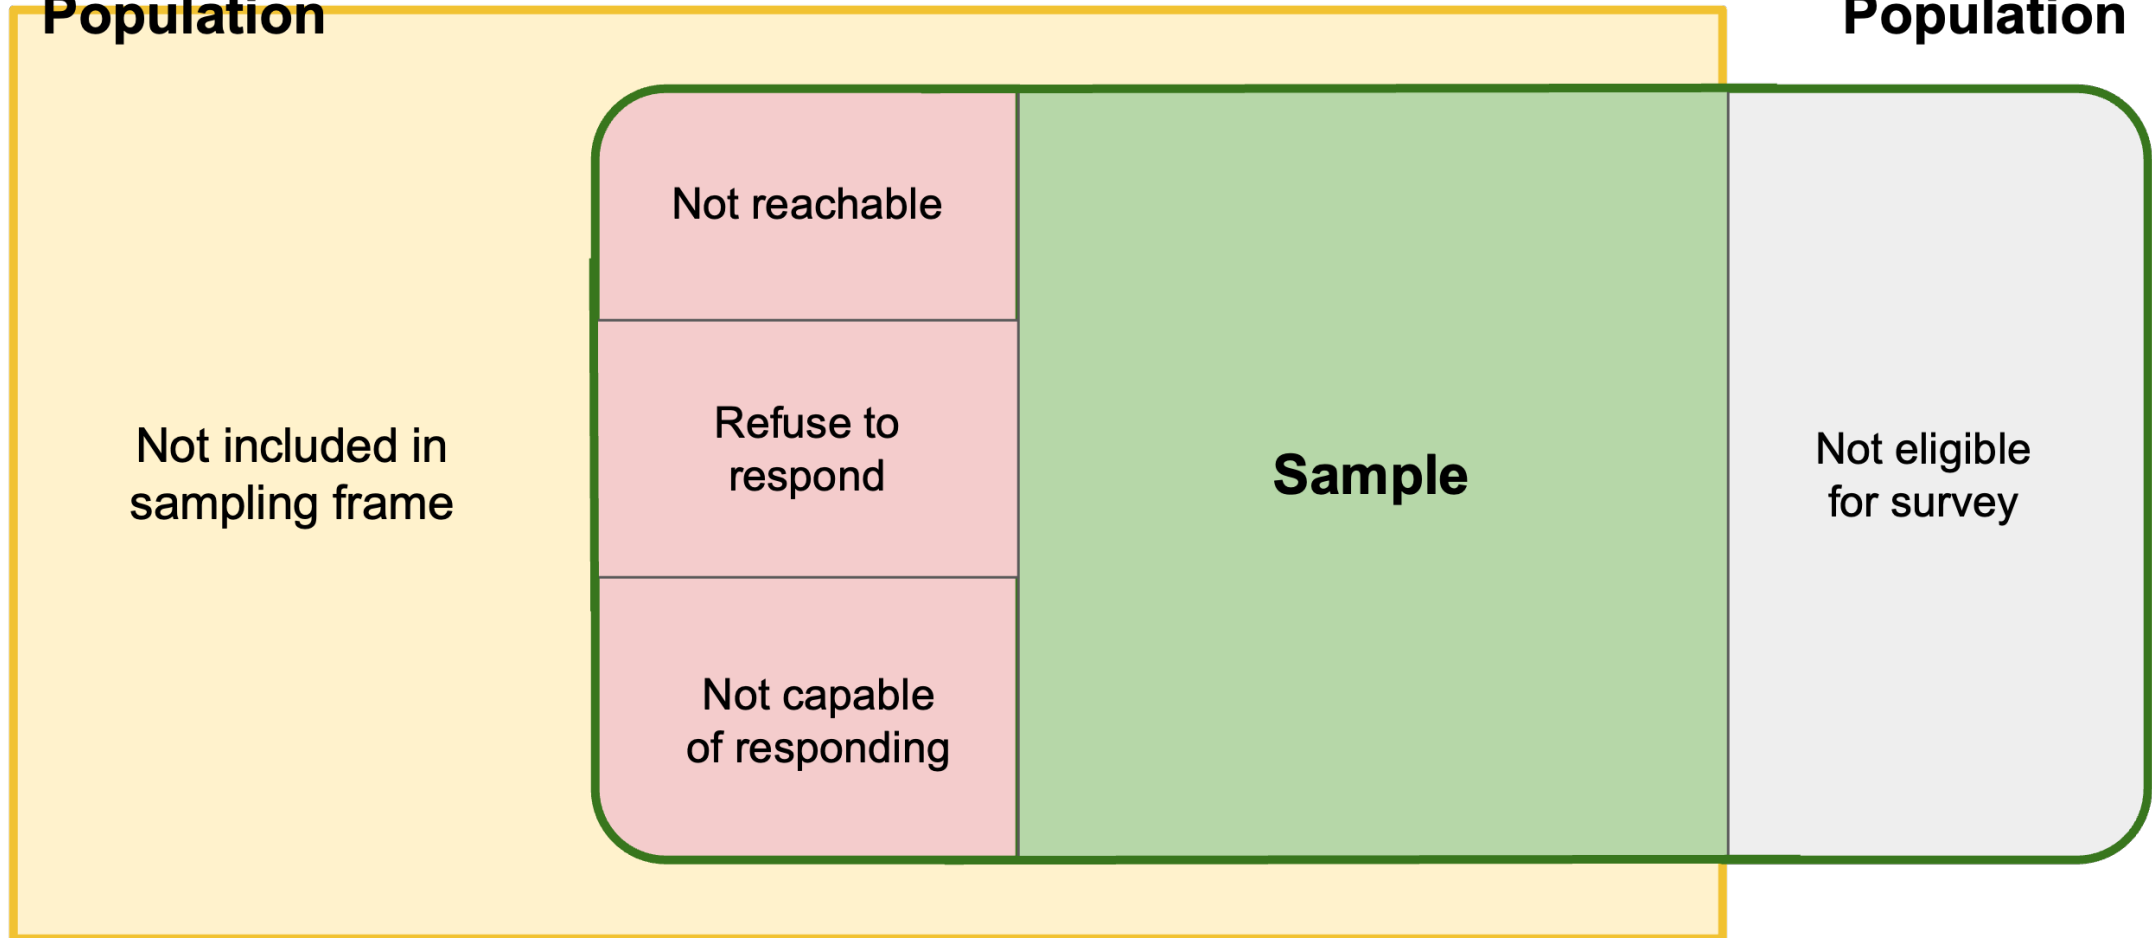 Population
Population
Not reachable
Refuse to
respond
Not included in
sampling frame
Sample
Not eligible
for survey
Not capable
of responding